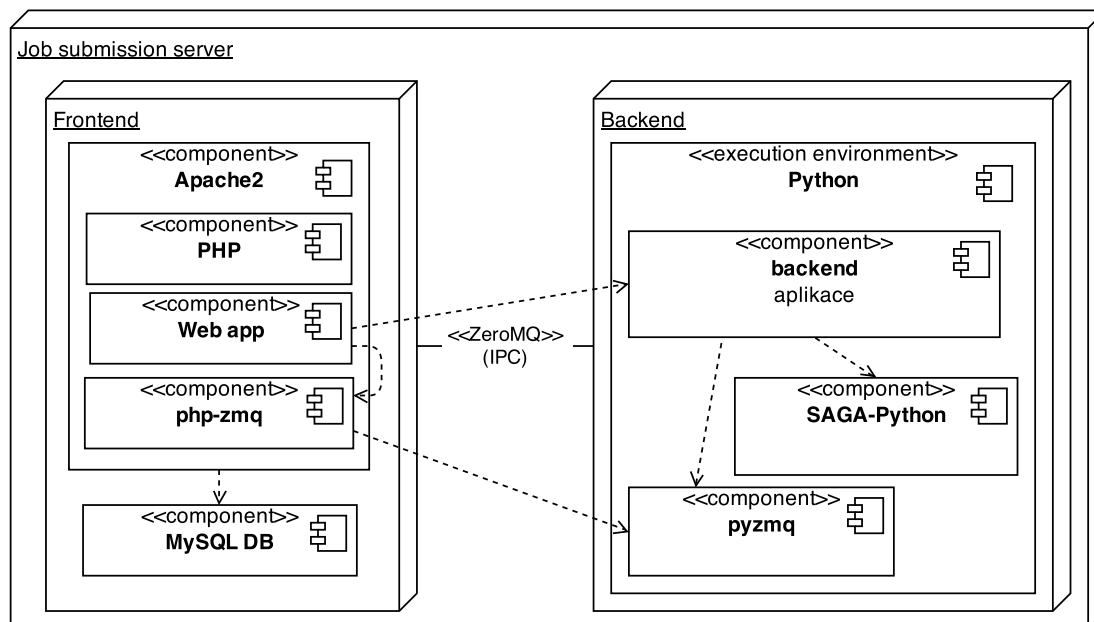 Job submission server
Frontend
<<component>>
Apache2
<<component>>
PHP
<<component>>
Web app
<<component>>
php-zmq
<<component>>
MySQL DB
<<ZeroMQ>>
(IPC)
Backend
<<execution environment>>
Python
<<component>>
backend
aplikace
<<component>>
SAGA-Python
<<component>>
pyzmq